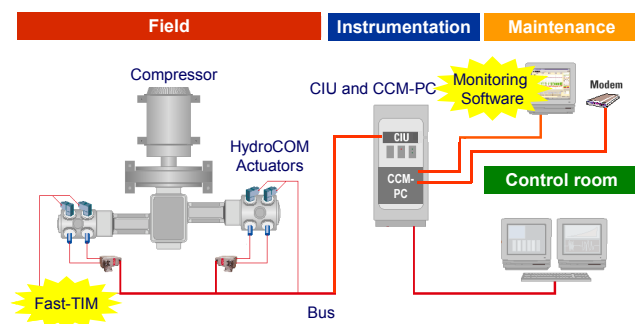 Field
Instrumentation
Maintenance
Compressor
CIU and CCM-PC
Monitoring
Software
Modem
HydroCOM
Actuators
CIU
CCM-
PC
Control room
Fast-TIM
Bus